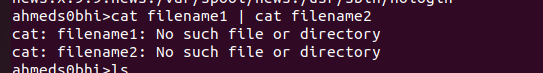 ahmeds0bhi>cat filename1 | cat filename2
cat: filename1: No such file or directory
cat: filename2: No such file or directory
ahmeds0bhi>ls